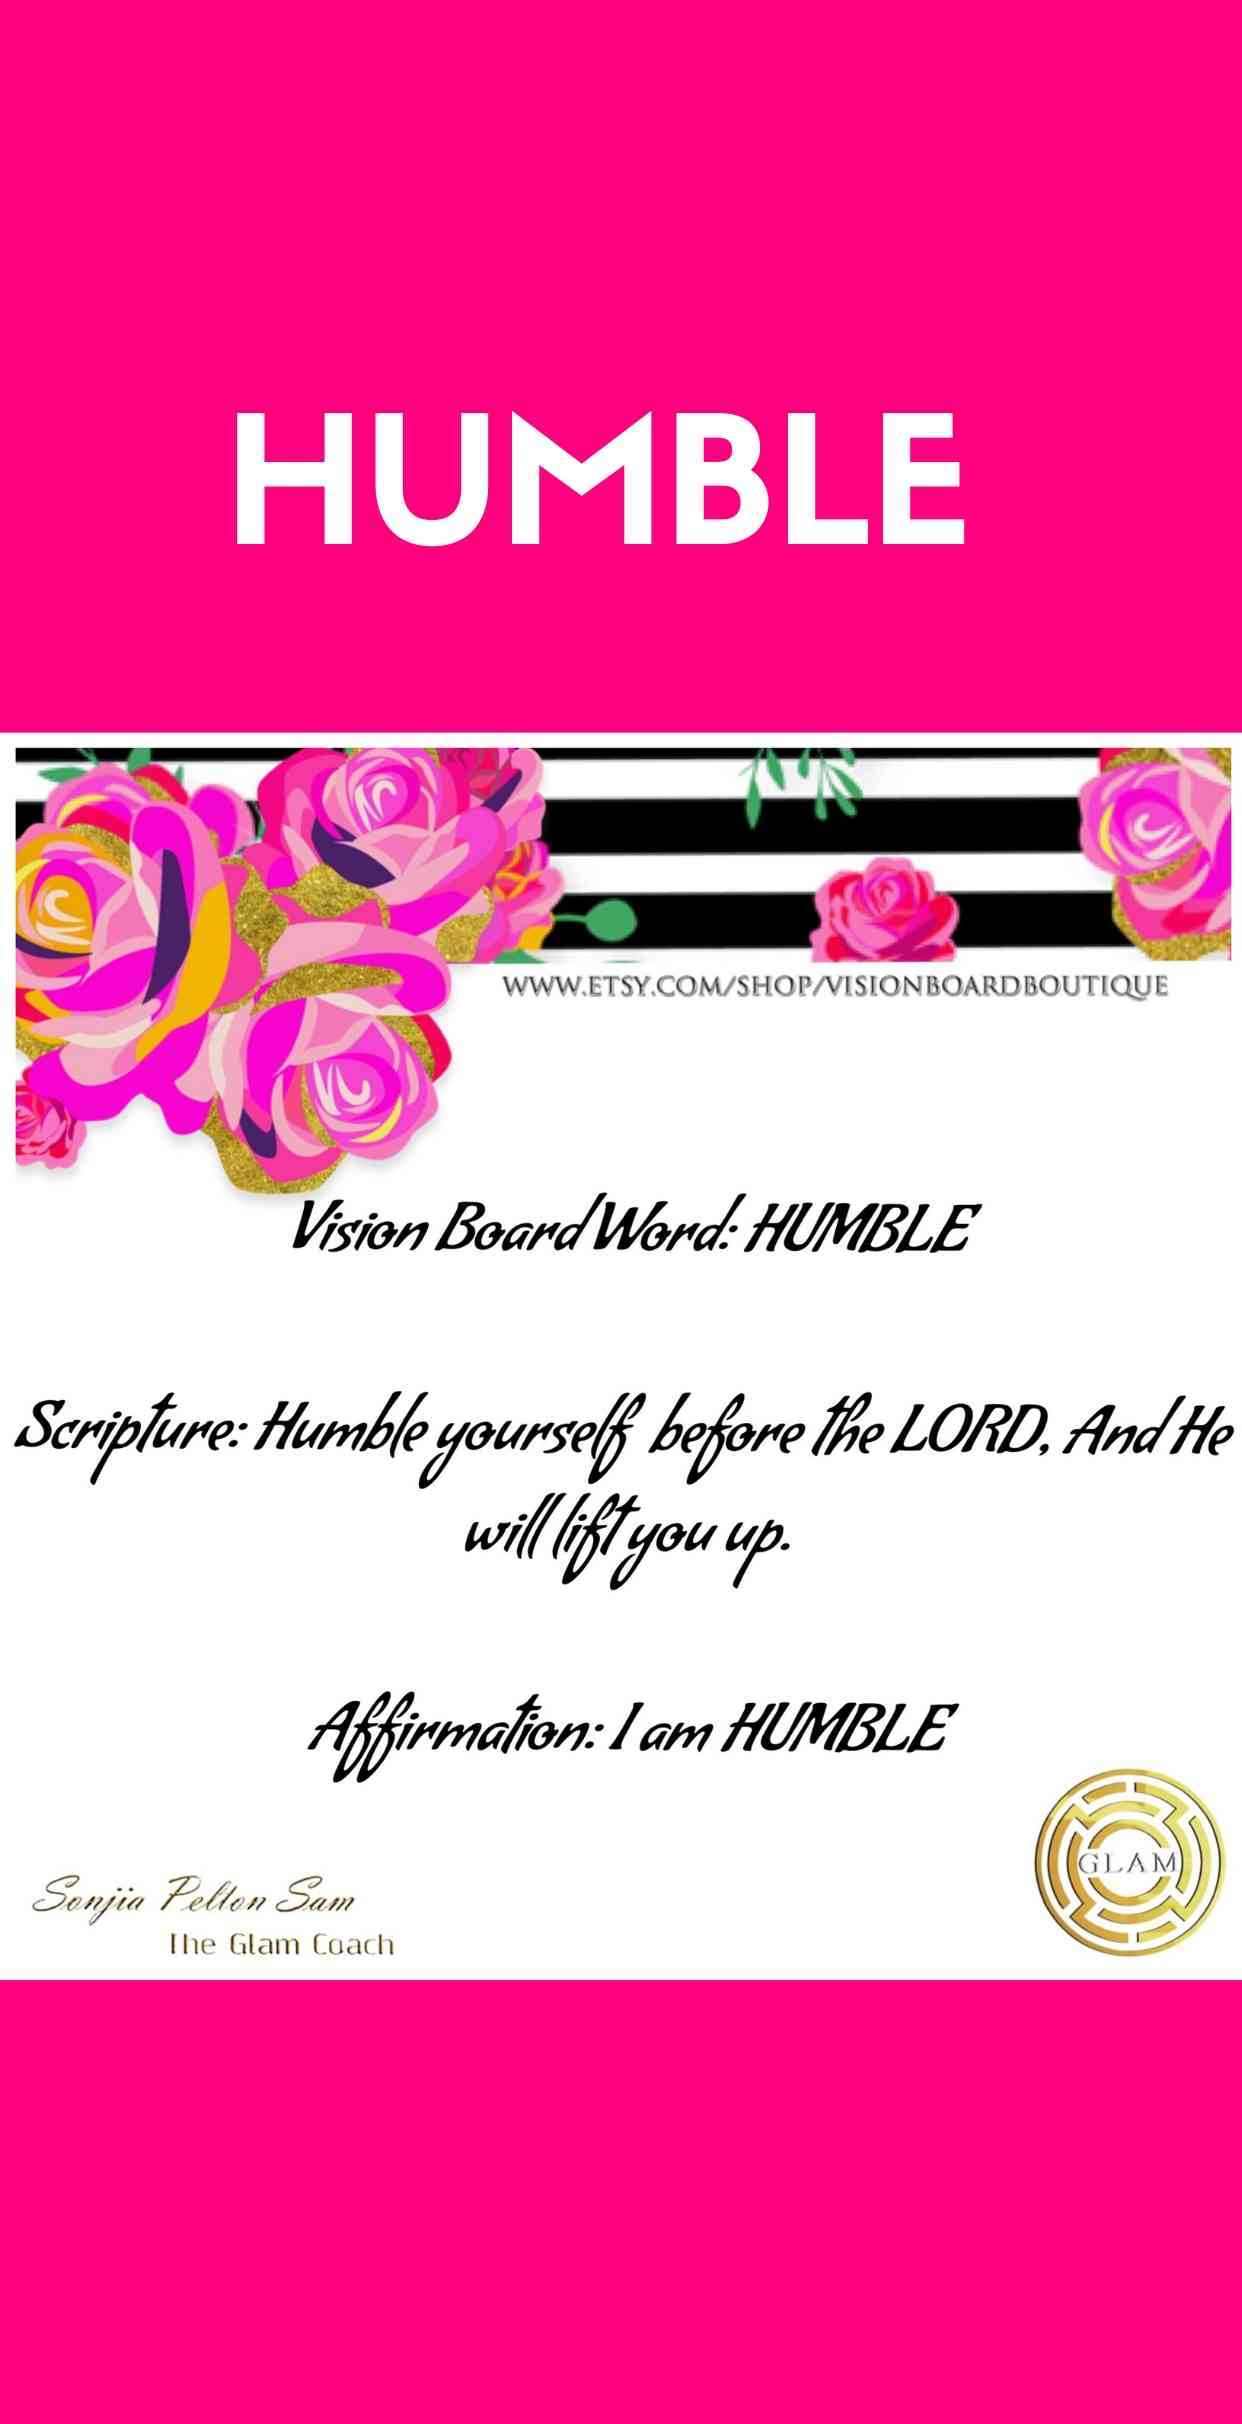 HUMBLE
WWW.ETSY.COM/SHOP/VISIONBOARDBOUTIQUE
Vision Board Word: HUMBLE
Scripture: Humble yourself before the LORD, And He
will lift you up.
Affirmation: I am HUMBLE
GLAM
Sonjia Pelton Sam
The Glam Coach